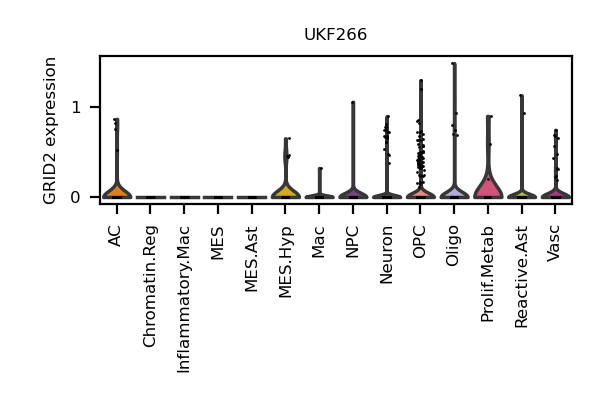 UKF266
GRID2 expression
1
0
AC
Chromatin.Reg
Inflammatory.Mac
MES
MES.Ast
MES.Hyp
Mac
NPC
Neuron
OPC
Oligo
Prolif.Metab
Reactive.Ast
Vasc